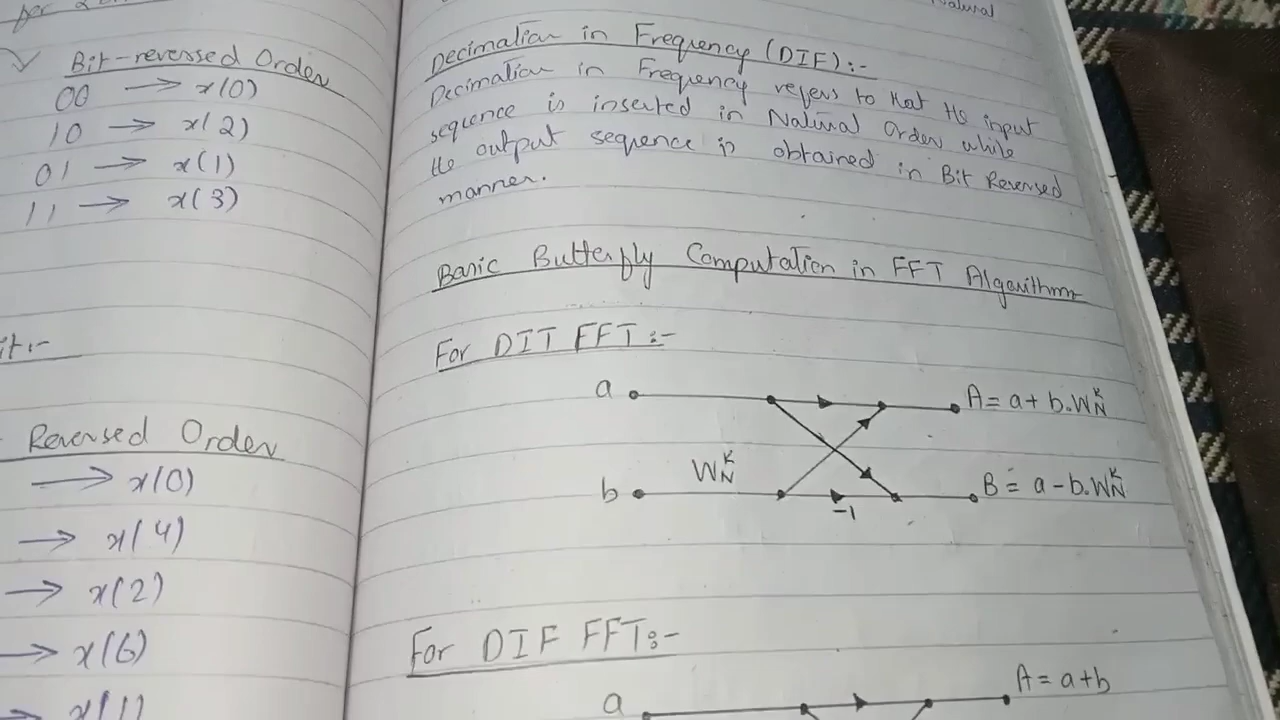 Bit-reversed Order
00 → x(0)
10 → x(2)
01 → x(1)
11 → x(3)
Reversed Order
→ x(0)
→ x(4)
→ x(2)
→ x(6)
→ x(1)
Natural
Decimation in Frequency (DIF):-
Decimation in Frequency refers to that the input
sequence is inserted in Natural Order while
the output sequence is obtained in Bit Reversed
manner.
Basic Butterfly Computation in FFT Algorithm
For DIT FFT:-
a A = a + b.W_N^K
b W_N^K -1 B = a - b.W_N^K
For DIF FFT:-
a A = a+b